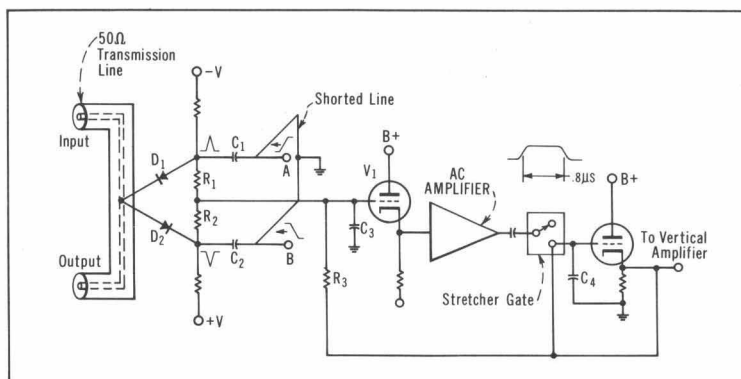 50Ω
Transmission
Line
Input
Output
-V
+V
D1
D2
R1
R2
C1
C2
A
B
Shorted Line
R3
C3
V1
B+
AC
AMPLIFIER
.8μS
Stretcher Gate
B+
C4
To Vertical
Amplifier